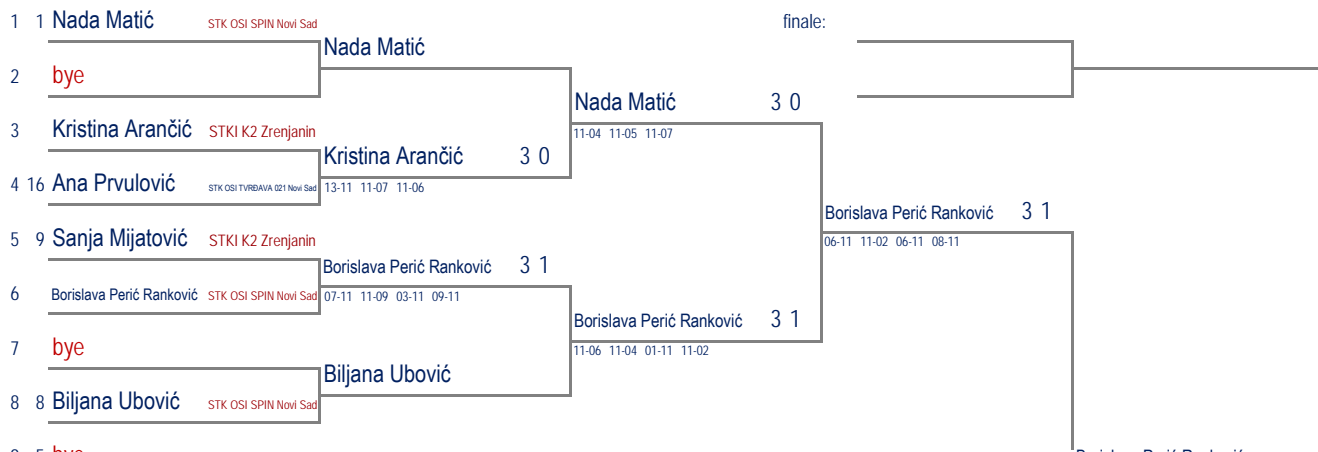 1 1 Nada Matić STK OSI SPIN Novi Sad
finale:
Nada Matić
2 bye
Nada Matić 3 0
3 Kristina Arančić STKI K2 Zrenjanin
11-04 11-05 11-07
Kristina Arančić 3 0
4 16 Ana Prvulović STK OSI TVRĐAVA 021 Novi Sad
13-11 11-07 11-06
Borislava Perić Ranković 3 1
5 9 Sanja Mijatović STKI K2 Zrenjanin
06-11 11-02 06-11 08-11
Borislava Perić Ranković 3 1
6 Borislava Perić Ranković STK OSI SPIN Novi Sad
07-11 11-09 03-11 09-11
Borislava Perić Ranković 3 1
7 bye
11-06 11-04 01-11 11-02
Biljana Ubović
8 8 Biljana Ubović STK OSI SPIN Novi Sad